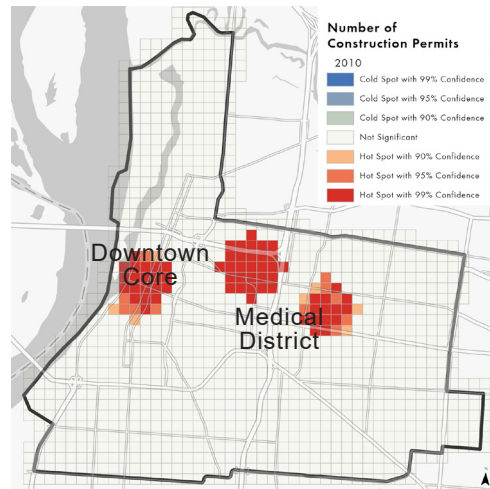 Number of
Construction Permits
2010
Cold Spot with 99% Confidence
Cold Spot with 95% Confidence
Cold Spot with 90% Confidence
Not Significant
Hot Spot with 90% Confidence
Hot Spot with 95% Confidence
Hot Spot with 99% Confidence
Downtown
Core
Medical
District